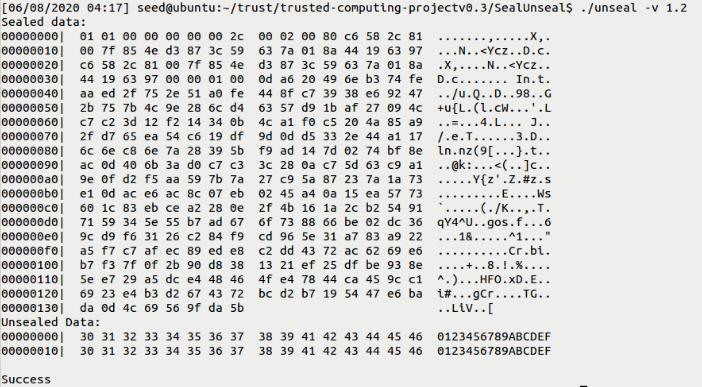 [06/08/2020 04:17] seed@ubuntu:~/trust/trusted-computing-projectv0.3/SealUnseal$ ./unseal -v 1.2
Sealed data:
00000000|  01 01 00 00 00 00 00 2c  00 02 00 80 c6 58 2c 81  .......,.....X,.
00000010|  00 7f 85 4e d3 87 3c 59  63 7a 01 8a 44 19 63 97  ...N..<Ycz..D.c.
00000020|  c6 58 2c 81 00 7f 85 4e  d3 87 3c 59 63 7a 01 8a  .X,....N..<Ycz..
00000030|  44 19 63 97 00 00 01 00  0d a6 20 49 6e b3 74 fe  D.c....... In.t.
00000040|  aa ed 2f 75 2e 51 a0 fe  44 8f c7 39 38 e6 92 47  ../u.Q..D..98..G
00000050|  2b 75 7b 4c 9e 28 6c d4  63 57 d9 1b af 27 09 4c  +u{L.(l.cW...'.L
00000060|  c7 c2 3d 12 f2 14 34 0b  4c a1 f0 c5 20 4a 85 a9  ..=...4.L... J..
00000070|  2f d7 65 ea 54 c6 19 df  9d 0d d5 33 2e 44 a1 17  /.e.T......3.D..
00000080|  6c 6e c8 6e 7a 28 39 5b  f9 ad 14 7d 02 74 bf 8e  ln.nz(9[...}.t..
00000090|  ac 0d 40 6b 3a d0 c7 c3  3c 28 0a c7 5d 63 c9 a1  ..@k:...<(..]c..
000000a0|  9e 0f d2 f5 aa 59 7b 7a  27 c9 5a 87 23 7a 1a 73  .....Y{z'.Z.#z.s
000000b0|  e1 0d ac e6 ac 8c 07 eb  02 45 a4 0a 15 ea 57 73  .........E....Ws
000000c0|  60 1c 83 eb ce a2 28 0e  2f 4b 16 1a 2c b2 54 91  `.....(./K..,.T.
000000d0|  71 59 34 5e 55 b7 ad 67  6f 73 88 66 be 02 dc 36  qY4^U..gos.f...6
000000e0|  9c d9 f6 31 26 c2 84 f9  cd 96 5e 31 a7 83 a9 22  ...1&.....^1..."
000000f0|  a5 f7 c7 af ec 89 ed e8  c2 dd 43 72 ac 62 69 e6  ..........Cr.bi.
00000100|  b7 f3 7f 0f 2b 90 d8 38  13 21 ef 25 df be 93 8e  ....+..8.!.%....
00000110|  5e e7 29 a5 dc e4 48 46  4f e4 78 44 ca 45 9c c1  ^.)...HFO.xD.E..
00000120|  69 23 e4 b3 d2 67 43 72  bc d2 b7 19 54 47 e6 ba  i#...gCr....TG..
00000130|  da 0d 4c 69 56 9f da 5b                           ..LiV..[
Unsealed Data:
00000000|  30 31 32 33 34 35 36 37  38 39 41 42 43 44 45 46  0123456789ABCDEF
00000010|  30 31 32 33 34 35 36 37  38 39 41 42 43 44 45 46  0123456789ABCDEF
Success